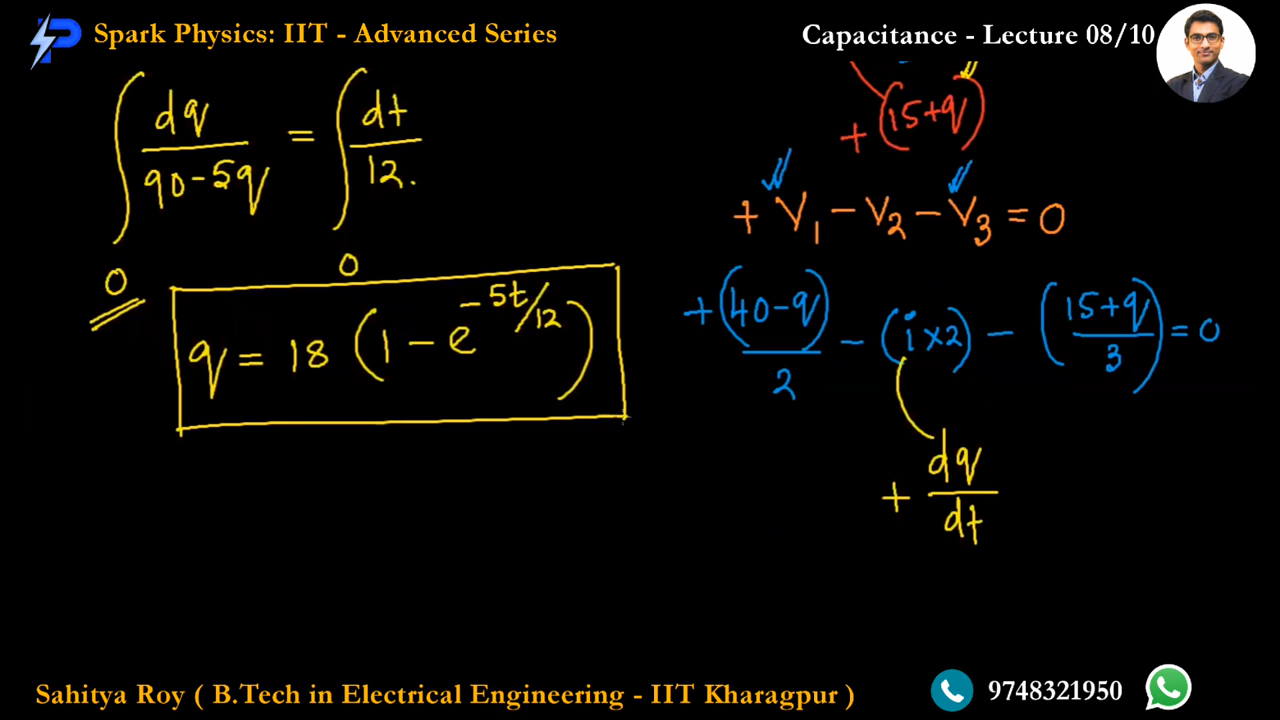 Spark Physics: IIT - Advanced Series
Capacitance - Lecture 08/10
∫ dq/(90-5q) = ∫ dt/12.
0 0
q = 18 (1 - e^(-5t/12))
+ (15+q)
+ V₁ - V₂ - V₃ = 0
+ (40-q)/2 - (i×2) - ((15+q)/3) = 0
+ dq/dt
Sahitya Roy ( B.Tech in Electrical Engineering - IIT Kharagpur )
9748321950